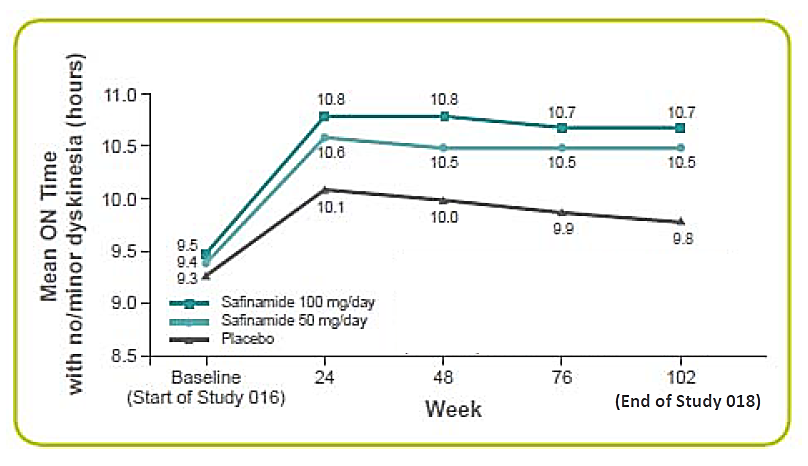 Mean ON Time
with no/minor dyskinesia (hours)
11.0
10.5
10.0
9.5
9.0
8.5
10.8
10.8
10.7
10.7
10.6
10.5
10.5
10.5
10.1
10.0
9.9
9.8
9.5
9.4
9.3
Safinamide 100 mg/day
Safinamide 50 mg/day
Placebo
Baseline
(Start of Study 016)
24
48
76
102
(End of Study 018)
Week